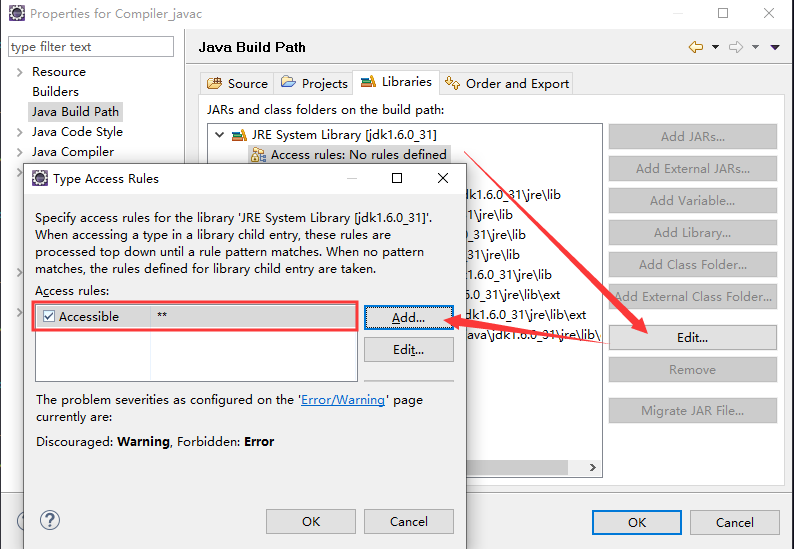 Properties for Compiler_javac
type filter text
Resource
Builders
Java Build Path
Java Code Style
Java Compiler
Java Build Path
Source
Projects
Libraries
Order and Export
JARs and class folders on the build path:
JRE System Library [jdk1.6.0_31]
Access rules: No rules defined
dk1.6.0_31\jre\lib
_31\jre\lib
0_31\jre\lib
_31\jre\lib
k1.6.0_31\jre\lib
.0_31\jre\lib\ext
dk1.6.0_31\jre\lib\ext
ava\jdk1.6.0_31\jre\lib\
Add JARs...
Add External JARs...
Add Variable...
Add Library...
Add Class Folder...
Add External Class Folder...
Edit...
Remove
Migrate JAR File...
OK
Cancel
Type Access Rules
Specify access rules for the library 'JRE System Library [jdk1.6.0_31]'.
When accessing a type in a library child entry, these rules are
processed top down until a rule pattern matches. When no pattern
matches, the rules defined for library child entry are taken.
Access rules:
Accessible **
Add...
Edit...
The problem severities as configured on the 'Error/Warning' page
currently are:
Discouraged: Warning, Forbidden: Error
?
OK
Cancel